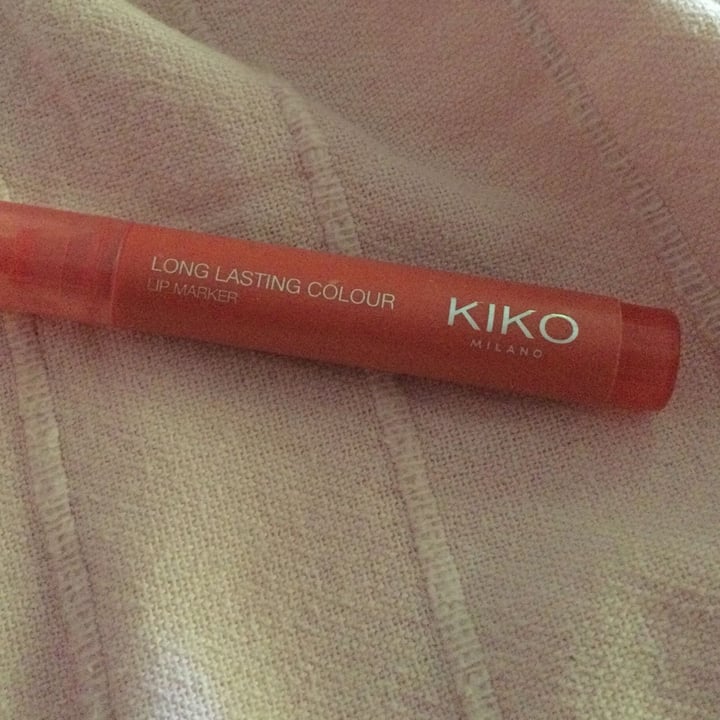 LONG LASTING COLOUR
LIP MARKER
KIKO
MILANO